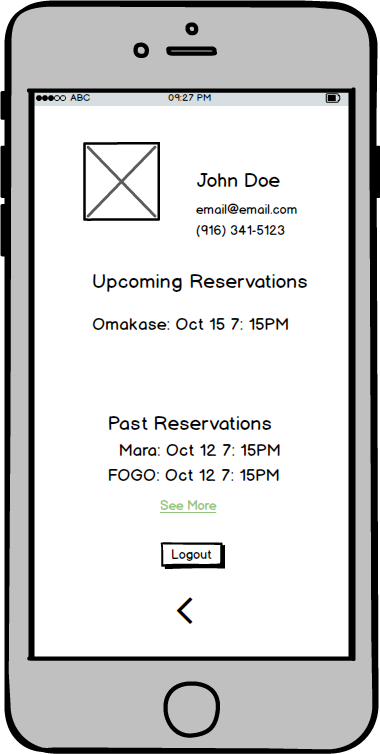 ABC 09:27 PM
John Doe
email@email.com
(916) 341-5123
Upcoming Reservations
Omakase: Oct 15 7: 15PM
Past Reservations
Mara: Oct 12 7: 15PM
FOGO: Oct 12 7: 15PM
See More
Logout